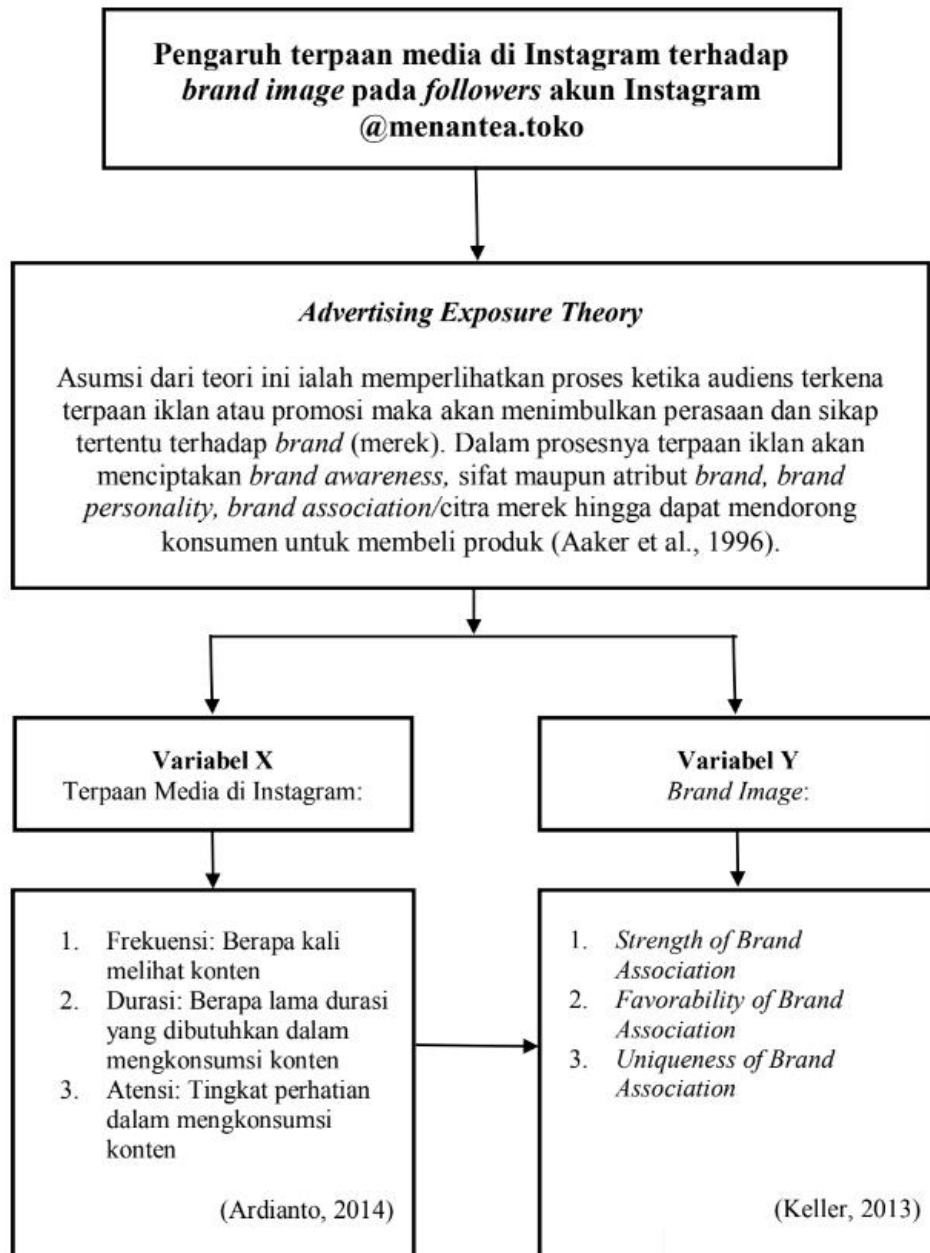 Pengaruh terpaan media di Instagram terhadap
brand image pada followers akun Instagram
@menantea.toko
Advertising Exposure Theory
Asumsi dari teori ini ialah memperlihatkan proses ketika audiens terkena
terpaan iklan atau promosi maka akan menimbulkan perasaan dan sikap
tertentu terhadap brand (merek). Dalam prosesnya terpaan iklan akan
menciptakan brand awareness, sifat maupun atribut brand, brand
personality, brand association/citra merek hingga dapat mendorong
konsumen untuk membeli produk (Aaker et al., 1996).
Variabel X
Terpaan Media di Instagram:
Variabel Y
Brand Image:
1. Frekuensi: Berapa kali
melihat konten
2. Durasi: Berapa lama durasi
yang dibutuhkan dalam
mengkonsumsi konten
3. Atensi: Tingkat perhatian
dalam mengkonsumsi
konten
(Ardianto, 2014)
1. Strength of Brand
Association
2. Favorability of Brand
Association
3. Uniqueness of Brand
Association
(Keller, 2013)